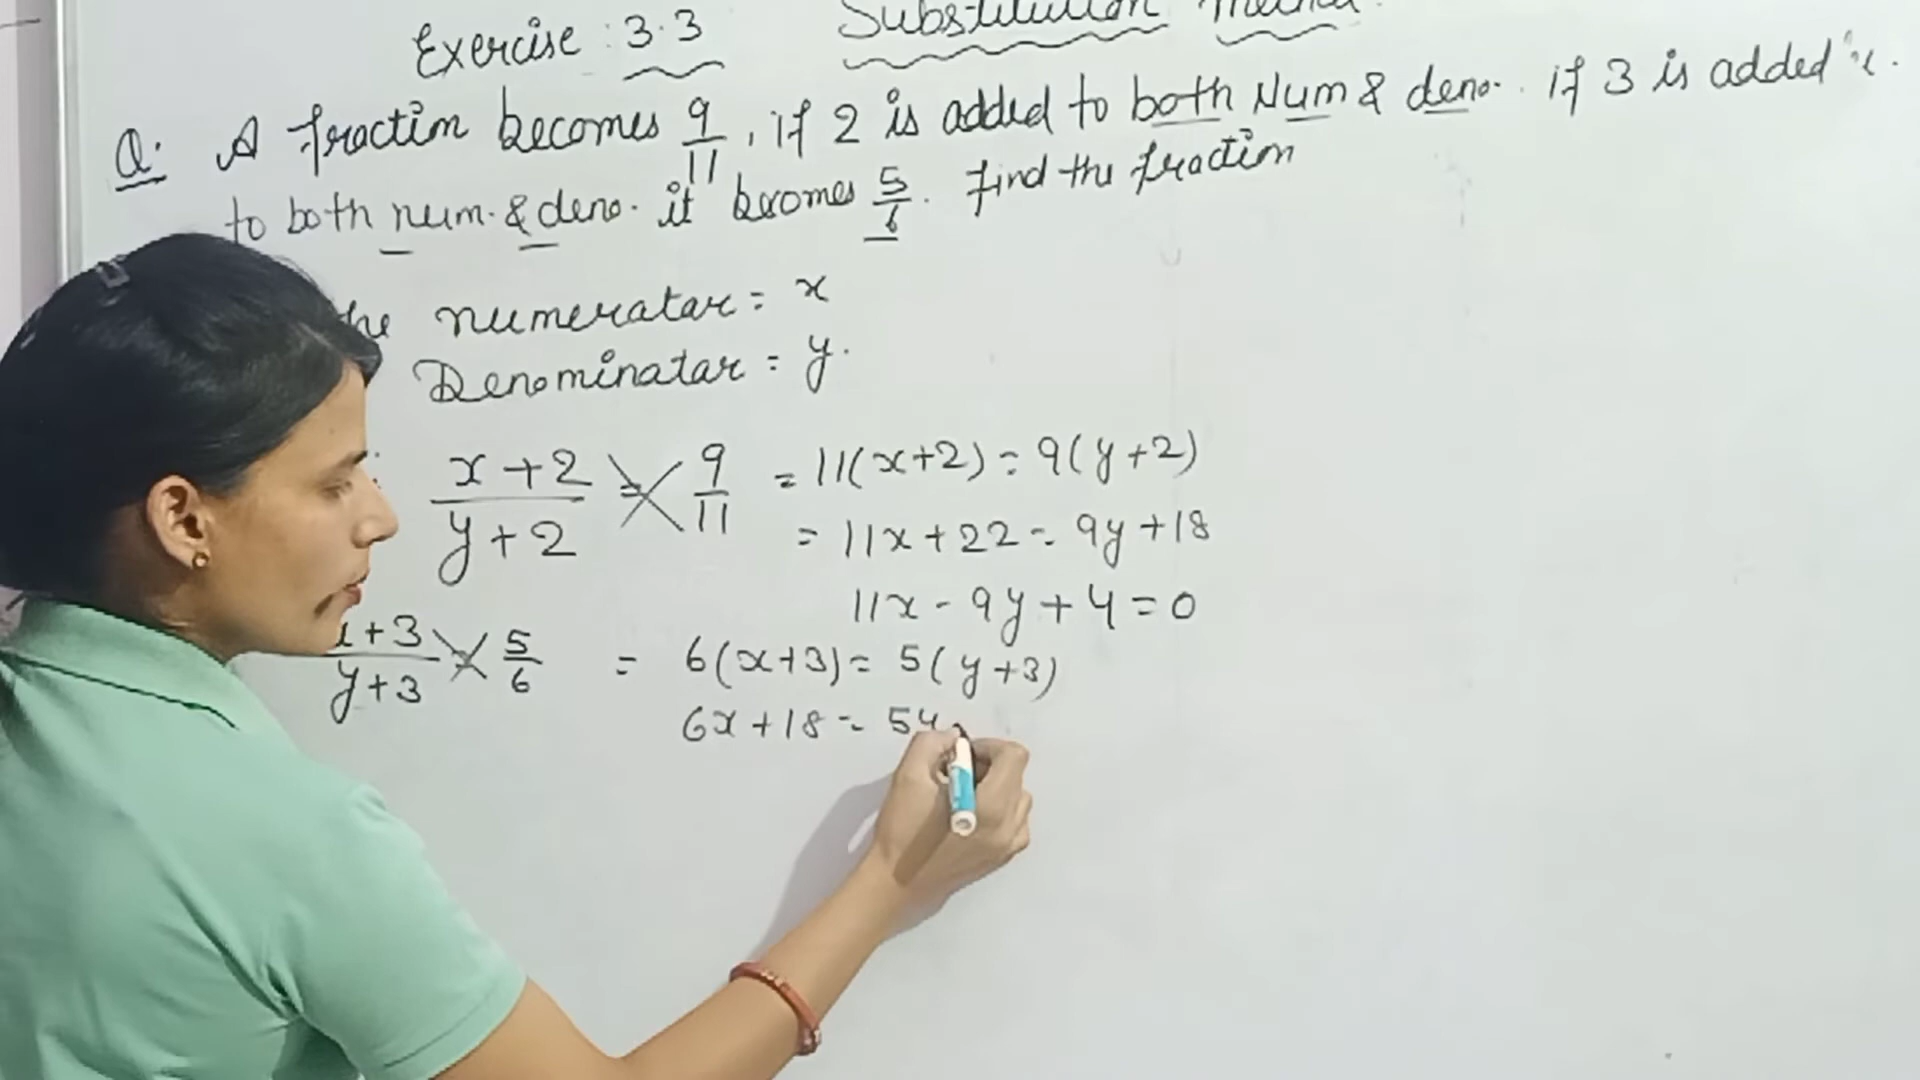 Exercise : 3.3 Substitution Method.
Q. A fraction becomes 9/11, if 2 is added to both Num & deno. if 3 is added
to both num. & deno. it becomes 5/6. find the fraction
the numeratar = x
Denominatar = y.
x+2/y+2 = 9/11 = 11(x+2) = 9(y+2)
= 11x+22 = 9y+18
11x - 9y + 4 = 0
x+3/y+3 = 5/6 = 6(x+3) = 5(y+3)
6x+18 = 5y